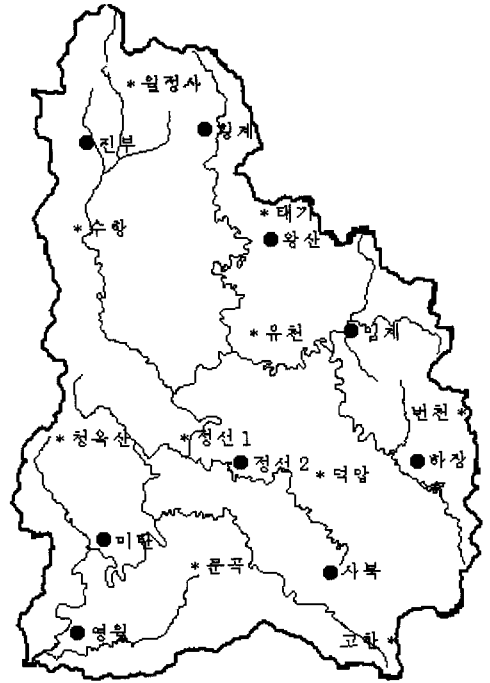 * 월정사
● 횡계
● 진부
* 태기
* 수항
● 왕산
* 유천
● 임계
번천 *
* 청옥산
* 정선1
● 정선2
● 하장
* 덕암
● 미탄
* 문곡
● 사북
● 영월
고한 *